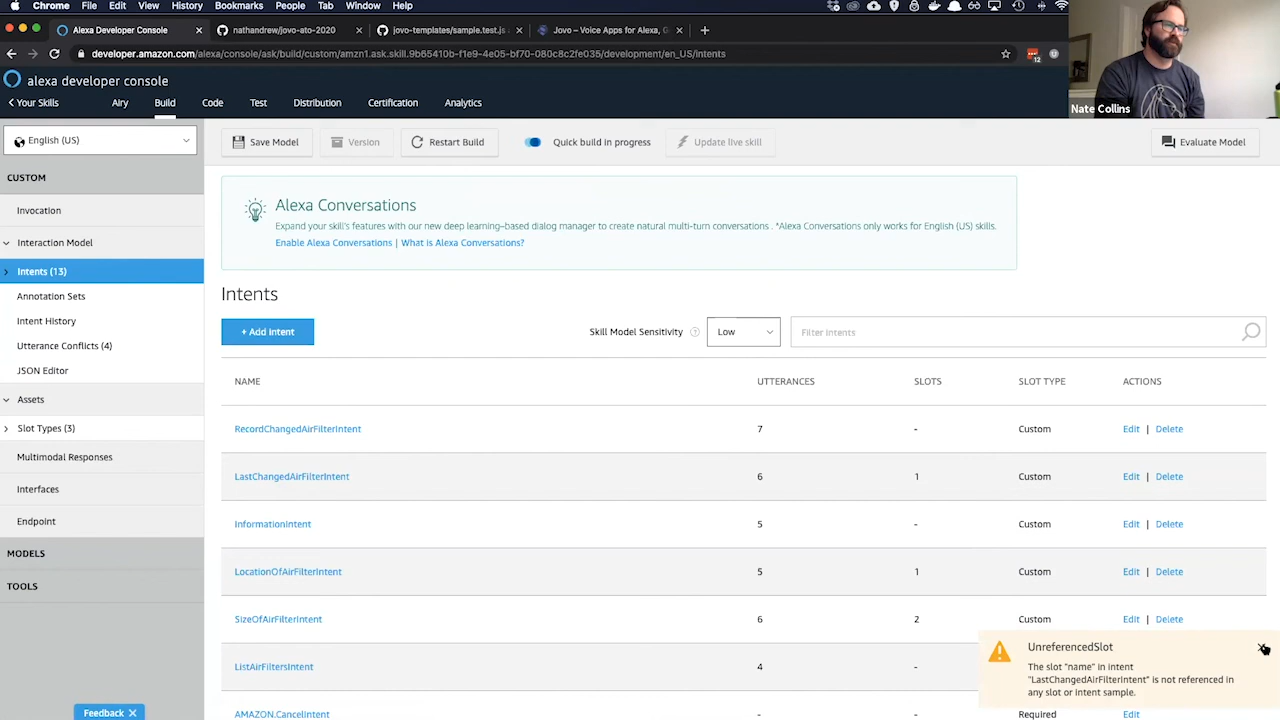 Chrome File Edit View History Bookmarks People Tab Window Help
Alexa Developer Console
nathandrew/jovo-ato-2020
jovo-templates/sample.test.js a
Jovo – Voice Apps for Alexa, G
developer.amazon.com/alexa/console/ask/build/custom/amzn1.ask.skill.9b65410b-f1e9-4e05-bf70-080c8c2fe035/development/en_US/intents
12
alexa developer console
Nate Collins
Your Skills Airy Build Code Test Distribution Certification Analytics
English (US)
Save Model Version Restart Build Quick build in progress Update live skill Evaluate Model
CUSTOM
Invocation
Interaction Model
Intents (13)
Annotation Sets
Intent History
Utterance Conflicts (4)
JSON Editor
Assets
Slot Types (3)
Multimodal Responses
Interfaces
Endpoint
MODELS
TOOLS
Feedback
Alexa Conversations
Expand your skill's features with our new deep learning–based dialog manager to create natural multi-turn conversations . *Alexa Conversations only works for English (US) skills.
Enable Alexa Conversations | What is Alexa Conversations?
Intents
+ Add Intent Skill Model Sensitivity ? Low Filter Intents
NAME UTTERANCES SLOTS SLOT TYPE ACTIONS
RecordChangedAirFilterIntent 7 - Custom Edit | Delete
LastChangedAirFilterIntent 6 1 Custom Edit | Delete
InformationIntent 5 - Custom Edit | Delete
LocationOfAirFilterIntent 5 1 Custom Edit | Delete
SizeOfAirFilterIntent 6 2 Custom Edit | Delete
ListAirFiltersIntent 4 -
AMAZON.CancelIntent - - Required Edit
UnreferencedSlot
The slot "name" in intent
"LastChangedAirFilterIntent" is not referenced in
any slot or intent sample.